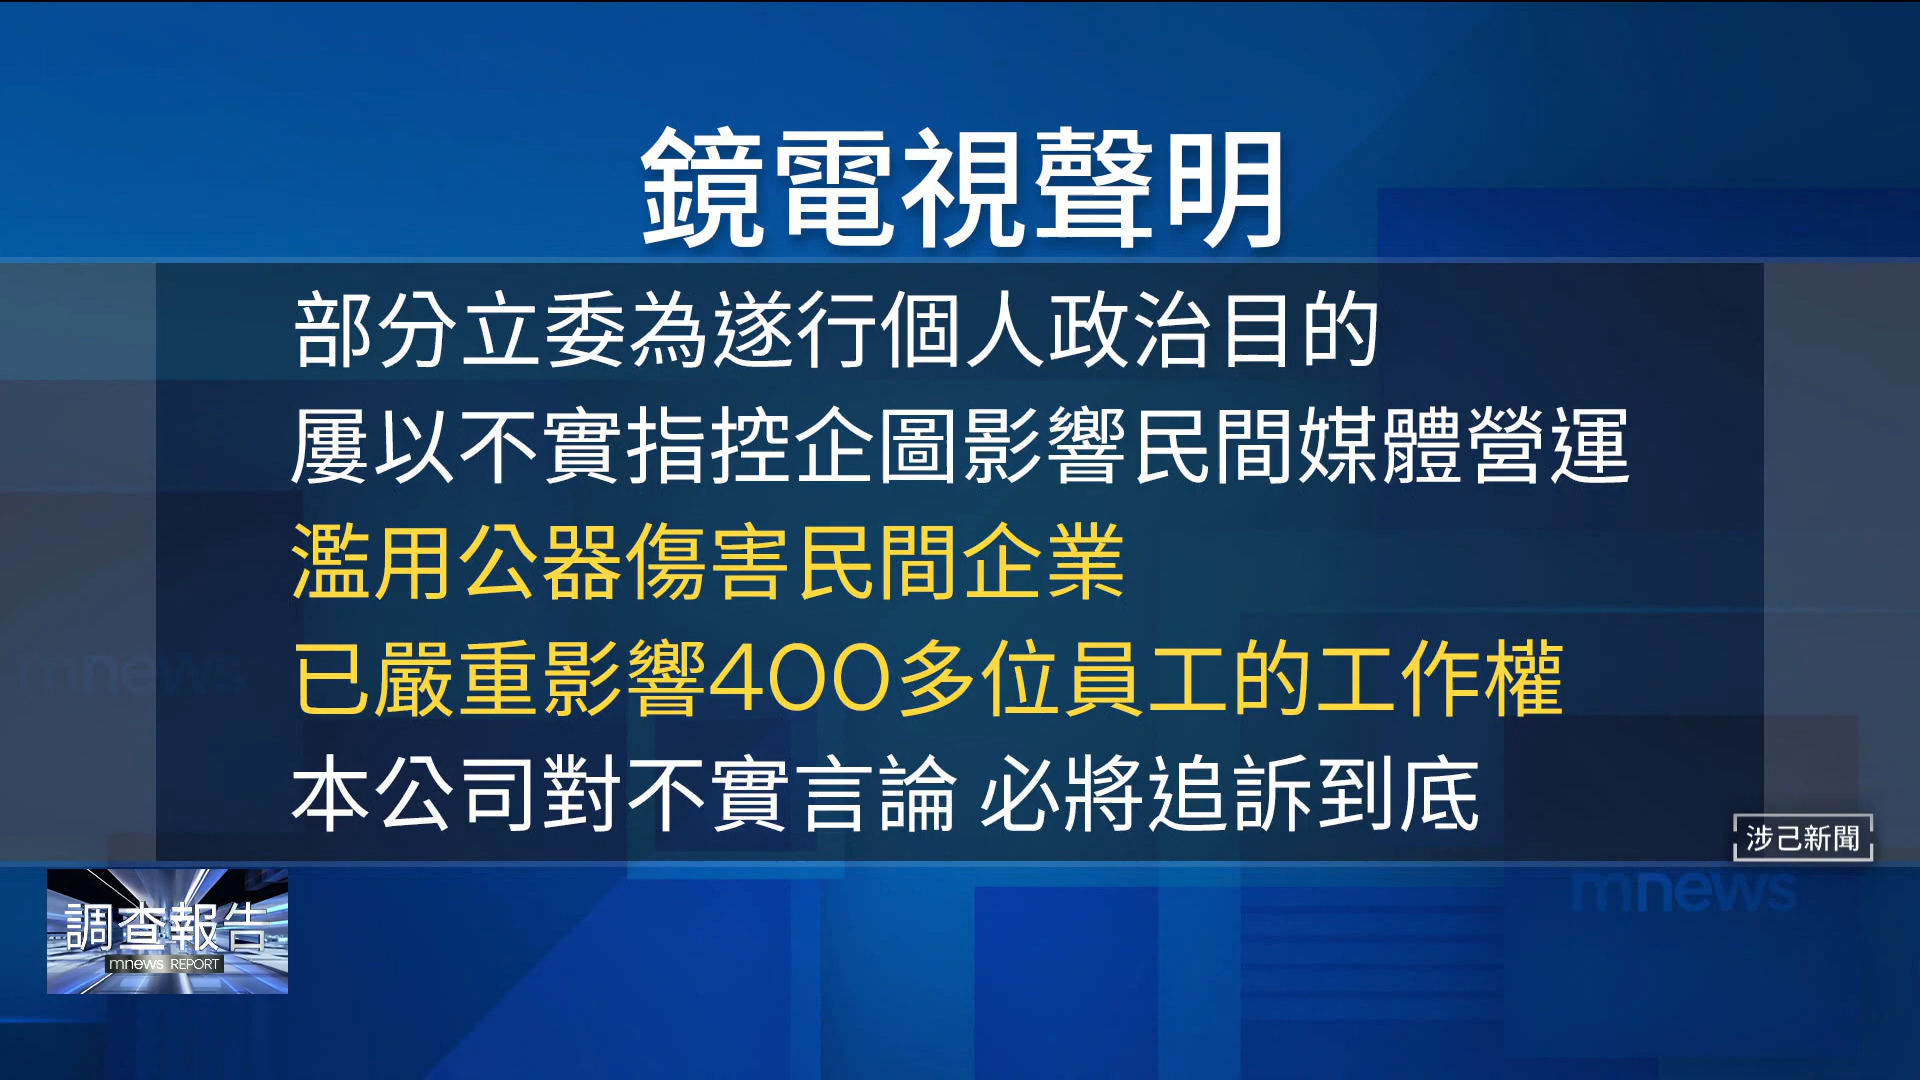 鏡電視聲明
部分立委為遂行個人政治目的
屢以不實指控企圖影響民間媒體營運
濫用公器傷害民間企業
已嚴重影響400多位員工的工作權
本公司對不實言論 必將追訴到底
涉己新聞
調查報告
mnews REPORT
mnews
mnews